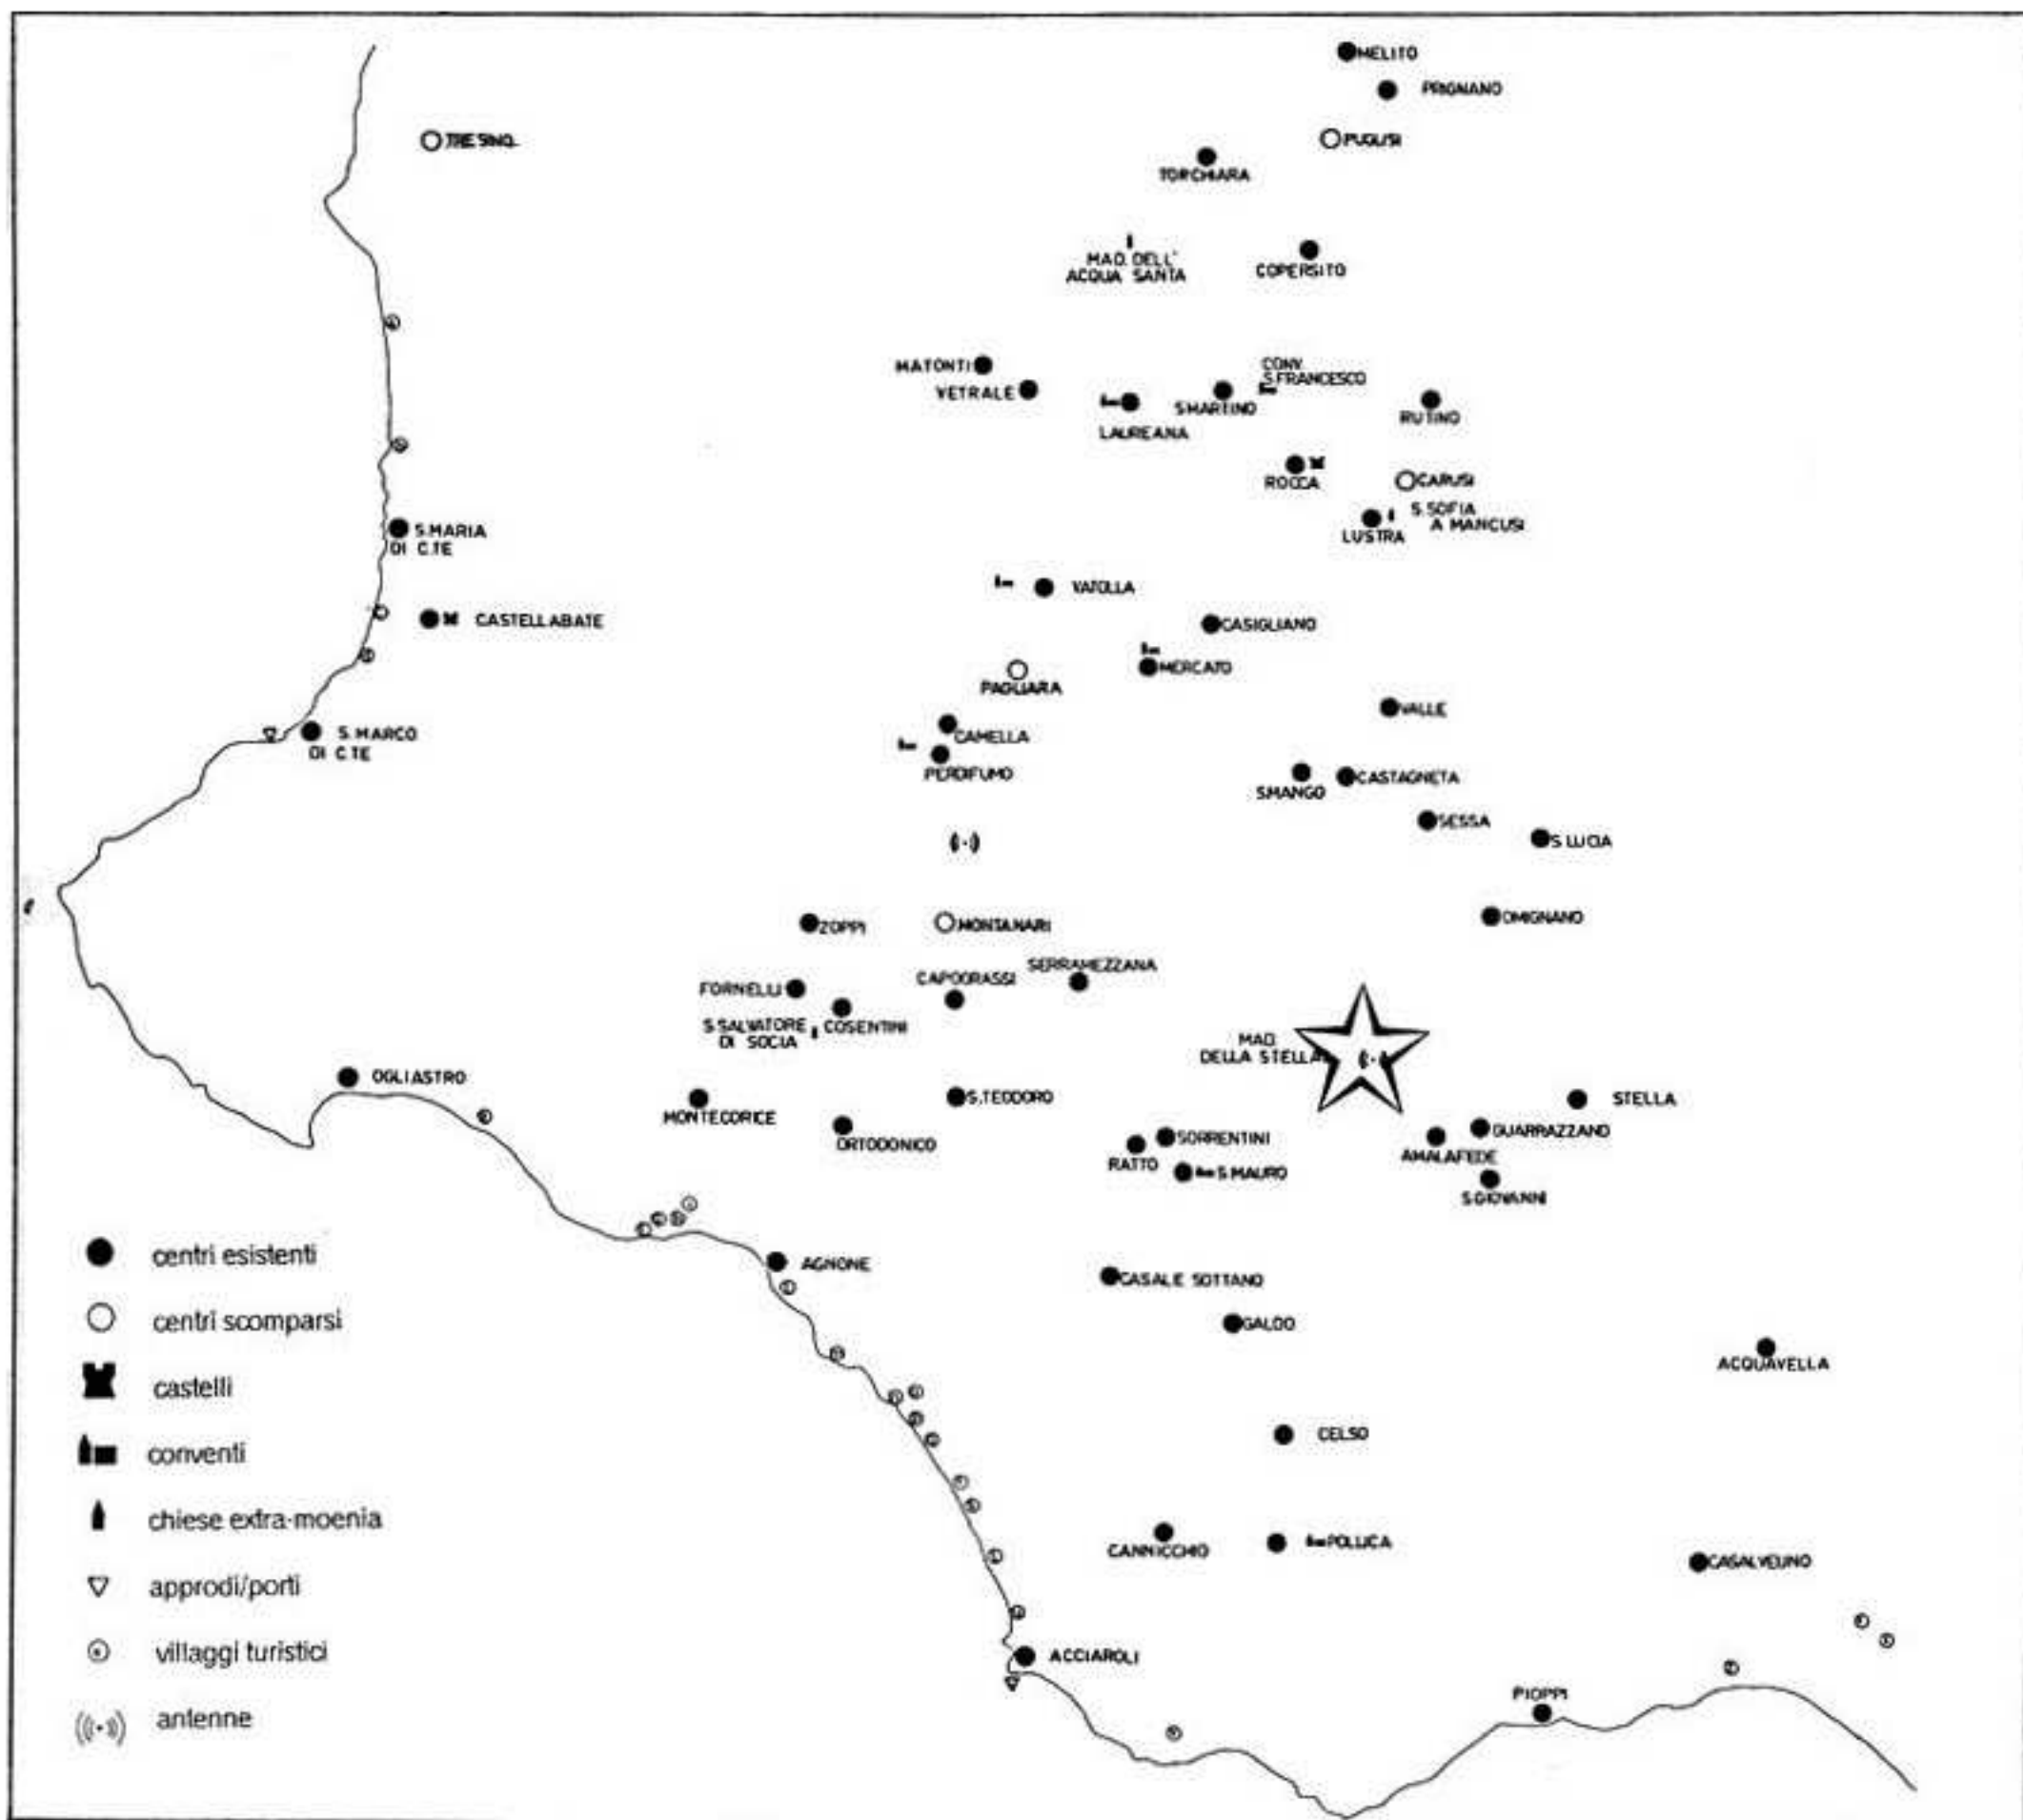 MELITO
PRIGNANO
TRESINO
PUGLISI
TORCHIARA
MAD. DELL'
ACQUA SANTA
COPERSITO
MATONTI
VETRALE
LAUREANA
S.MARTINO
CONV.
S.FRANCESCO
RUTINO
ROCCA
CARUSI
S. SOFIA
A MANCUSI
LUSTRA
S.MARIA
DI C.TE
CASTELLABATE
VATOLLA
CASIGLIANO
MERCATO
PAGLIARA
VALLE
S. MARCO
DI C.TE
CAMELLA
PERDIFUMO
S.MANGO
CASTAGNETA
SESSA
S.LUCIA
ZOPPI
MONTANARI
OMIGNANO
FORNELLI
CAPOGRASSI
SERRAMEZZANA
S.SALVATORE
DI SOCIA
COSENTINI
MAD.
DELLA STELLA
OGLIASTRO
MONTECORICE
S.TEODORO
ORTODONICO
STELLA
SORRENTINI
RATTO
S.MAURO
GUARRAZZANO
AMALAFEDE
S.GIOVANNI
AGNONE
CASALE SOTTANO
GALDO
ACQUAVELLA
CELSO
CANNICCHIO
POLLICA
CASALVELINO
ACCIAROLI
PIOPPI
centri esistenti
centri scomparsi
castelli
conventi
chiese extra-moenia
approdi/porti
villaggi turistici
antenne